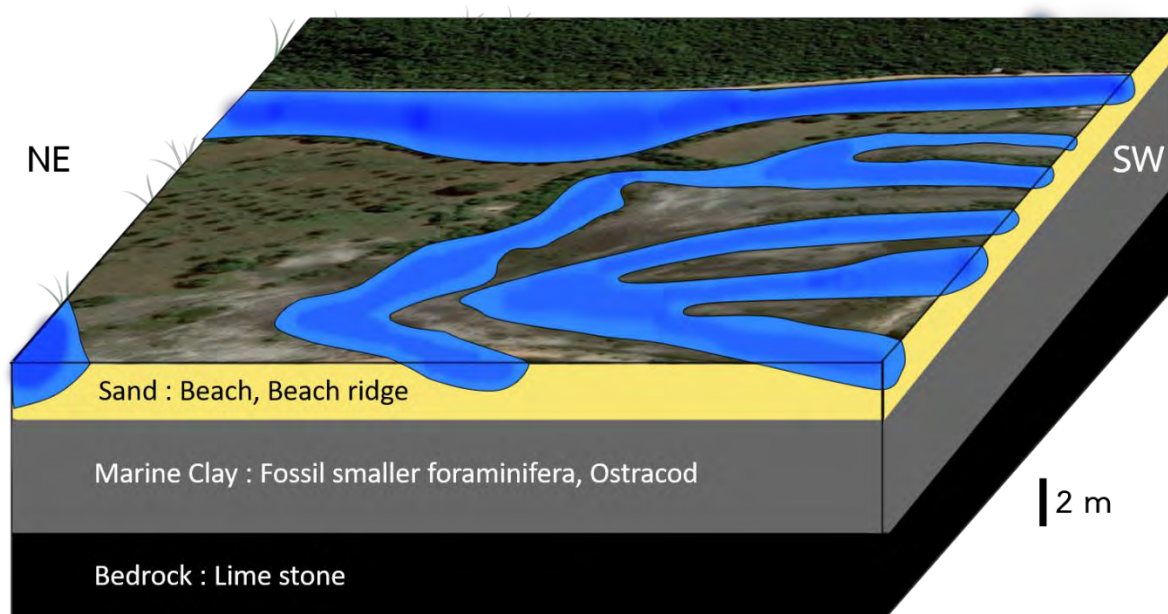 NE
SW
Sand : Beach, Beach ridge
Marine Clay : Fossil smaller foraminifera, Ostracod
2 m
Bedrock : Lime stone